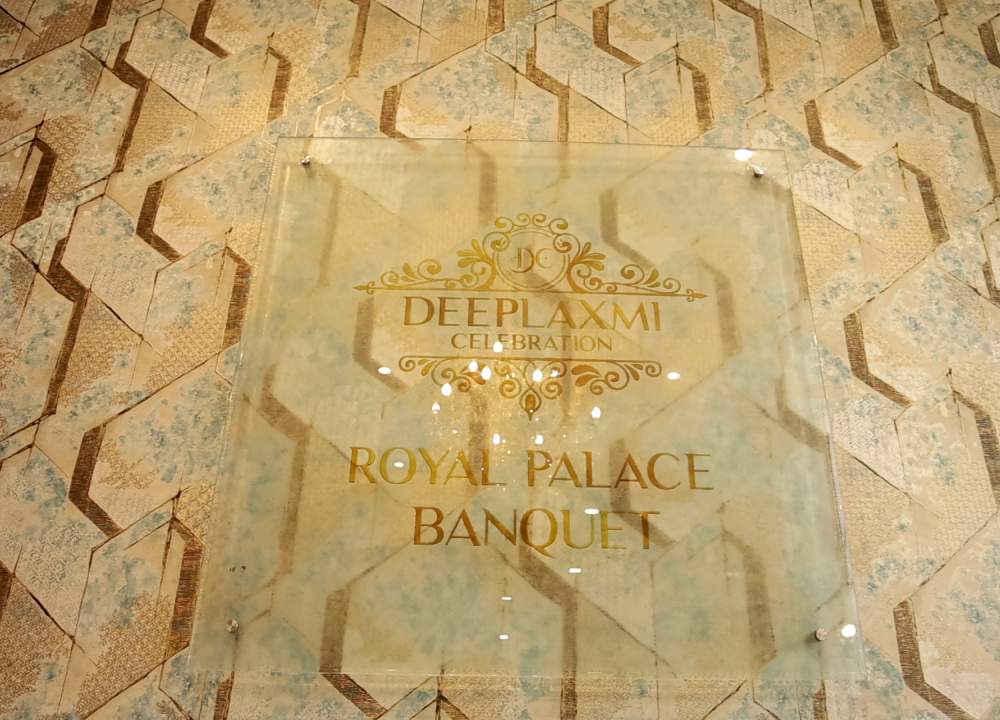 DC
DEEPLAXMI
CELEBRATION
ROYAL PALACE
BANQUET